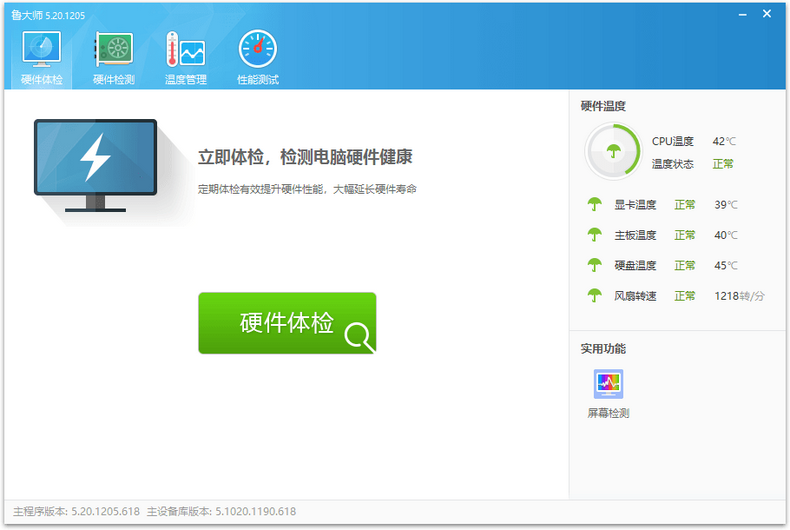 鲁大师 5.20.1205
硬件体检 硬件检测 温度管理 性能测试
立即体检，检测电脑硬件健康
定期体检有效提升硬件性能，大幅延长硬件寿命
硬件体检
硬件温度
CPU温度 42℃
温度状态 正常
显卡温度 正常 39℃
主板温度 正常 40℃
硬盘温度 正常 45℃
风扇转速 正常 1218转/分
实用功能
屏幕检测
主程序版本: 5.20.1205.618 主设备库版本: 5.1020.1190.618